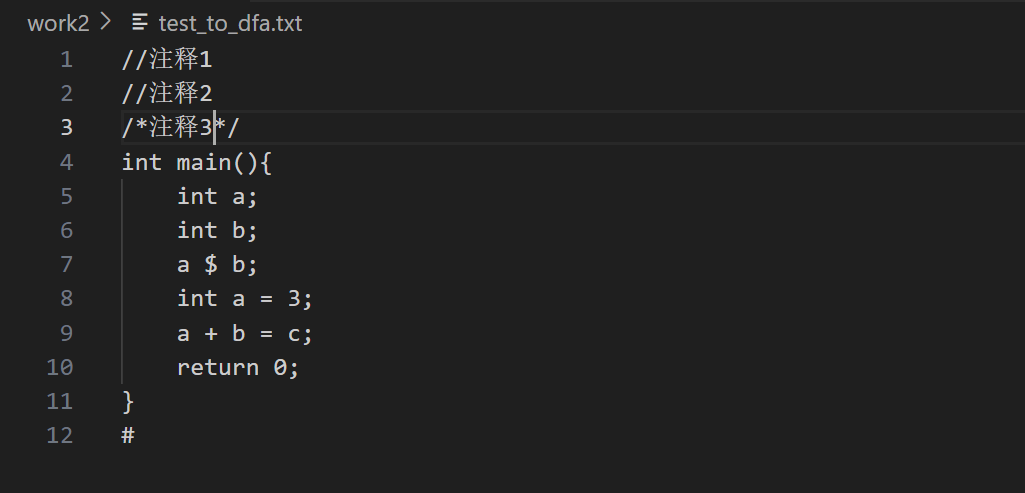 work2 > test_to_dfa.txt
1 //注释1
2 //注释2
3 /*注释3*/
4 int main(){
5     int a;
6     int b;
7     a $ b;
8     int a = 3;
9     a + b = c;
10     return 0;
11 }
12 #